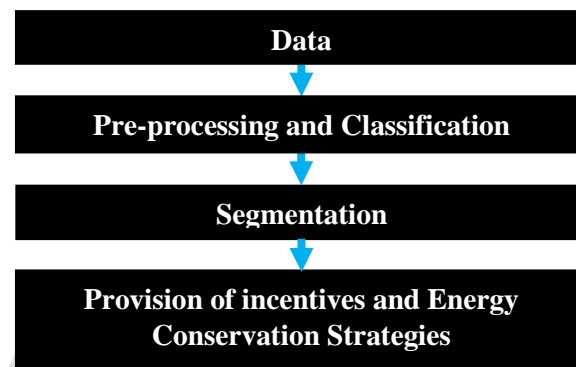 Data
Pre-processing and Classification
Segmentation
Provision of incentives and Energy
Conservation Strategies